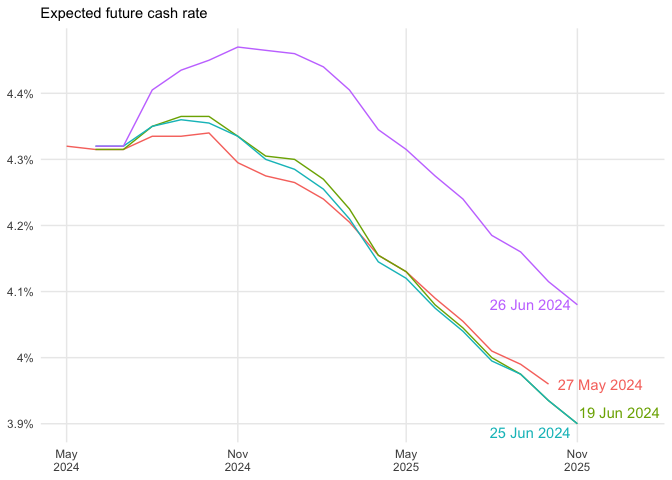 Expected future cash rate
4.4%
4.3%
4.2%
4.1%
4%
3.9%
26 Jun 2024
27 May 2024
19 Jun 2024
25 Jun 2024
May
2024
Nov
2024
May
2025
Nov
2025